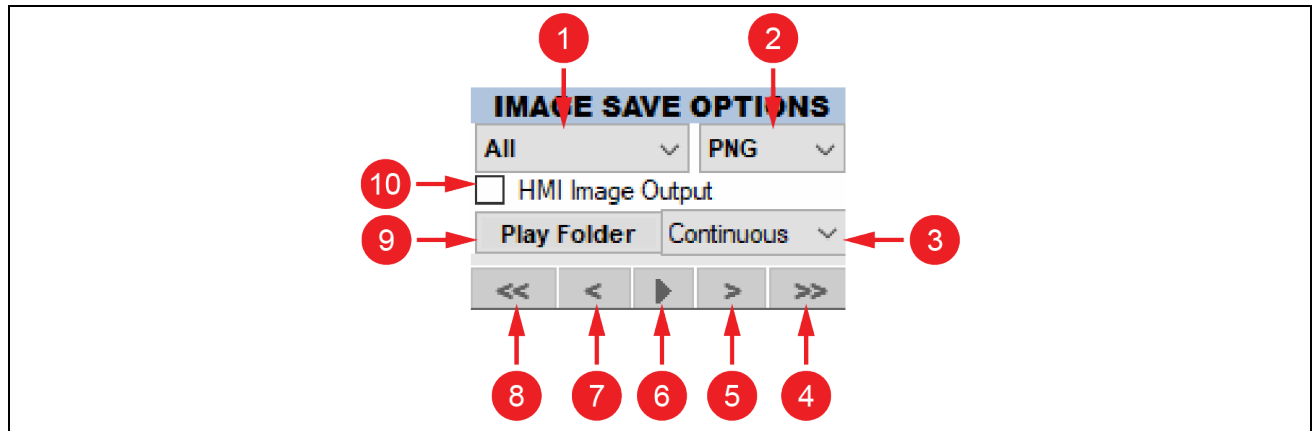 1 2
IMAGE SAVE OPTIONS
All PNG
10 HMI Image Output
9 Play Folder Continuous 3
<< < > >>
8 7 6 5 4